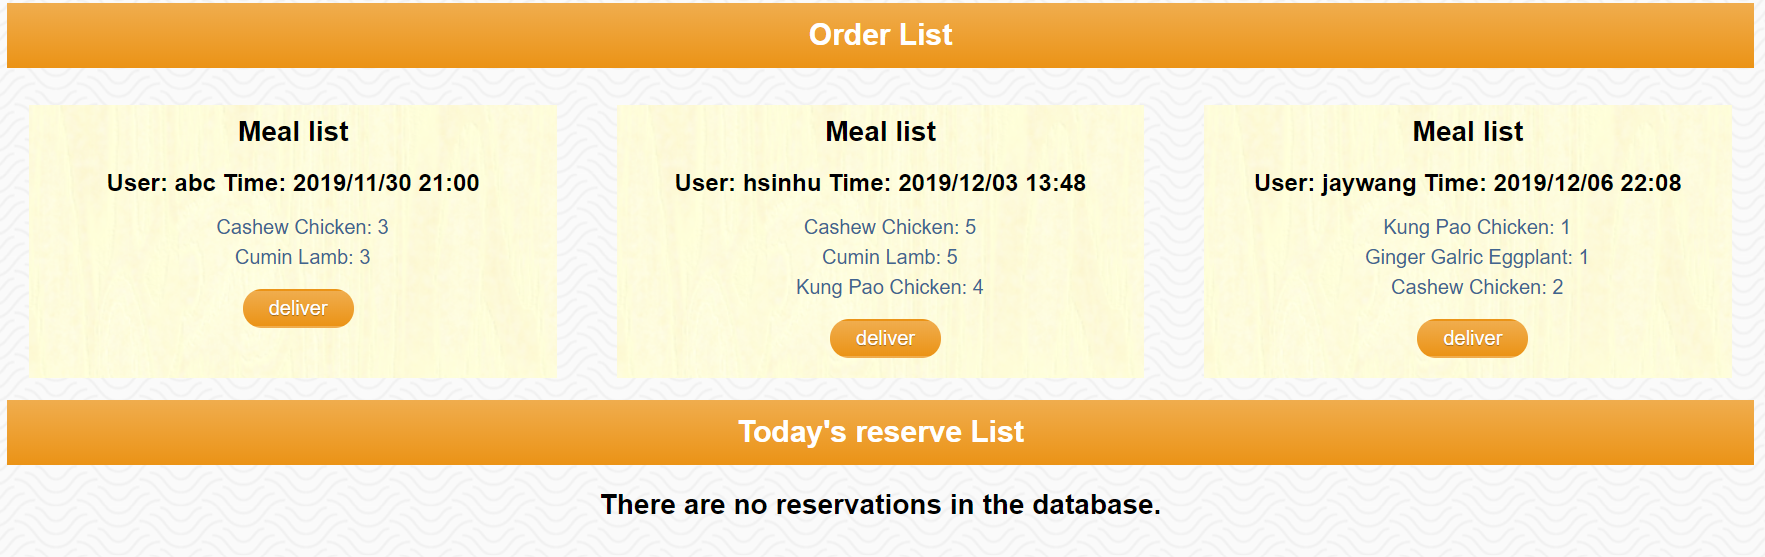 Order List
Meal list
User: abc Time: 2019/11/30 21:00
Cashew Chicken: 3
Cumin Lamb: 3
deliver
Meal list
User: hsinhu Time: 2019/12/03 13:48
Cashew Chicken: 5
Cumin Lamb: 5
Kung Pao Chicken: 4
deliver
Meal list
User: jaywang Time: 2019/12/06 22:08
Kung Pao Chicken: 1
Ginger Galric Eggplant: 1
Cashew Chicken: 2
deliver
Today's reserve List
There are no reservations in the database.